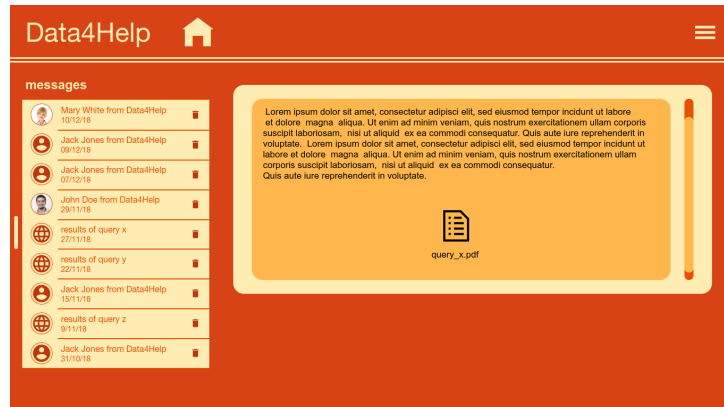 Data4Help
messages
Mary White from Data4Help
10/12/18
Jack Jones from Data4Help
09/12/18
Jack Jones from Data4Help
07/12/18
John Doe from Data4Help
29/11/18
results of query x
27/11/18
results of query y
22/11/18
Jack Jones from Data4Help
15/11/18
results of query z
9/11/18
Jack Jones from Data4Help
31/10/18
Lorem ipsum dolor sit amet, consectetur adipisci elit, sed eiusmod tempor incidunt ut labore
et dolore magna aliqua. Ut enim ad minim veniam, quis nostrum exercitationem ullam corporis
suscipit laboriosam, nisi ut aliquid ex ea commodi consequatur. Quis aute iure reprehenderit in
voluptate. Lorem ipsum dolor sit amet, consectetur adipisci elit, sed eiusmod tempor incidunt ut
labore et dolore magna aliqua. Ut enim ad minim veniam, quis nostrum exercitationem ullam
corporis suscipit laboriosam, nisi ut aliquid ex ea commodi consequatur.
Quis aute iure reprehenderit in voluptate.
query_x.pdf